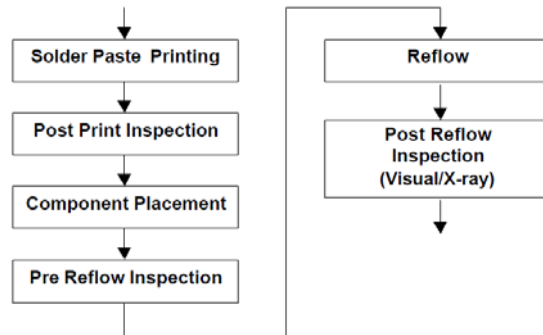 Solder Paste Printing
Post Print Inspection
Component Placement
Pre Reflow Inspection
Reflow
Post Reflow
Inspection
(Visual/X-ray)